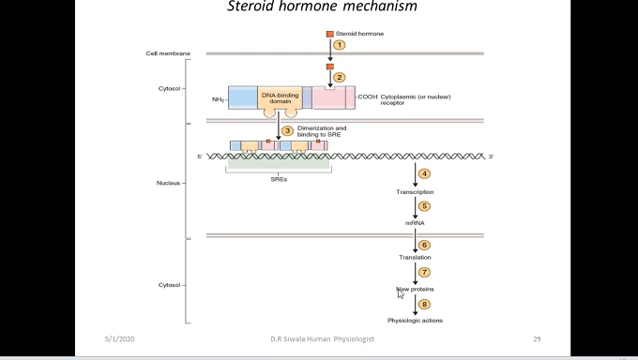 Steroid hormone mechanism
Steroid hormone
1
Cell membrane
2
Cytosol
NH₂
DNA-binding
domain
COOH Cytoplasmic (or nuclear)
receptor
3 Dimerization and
binding to SRE
5' 3'
SREs
Nucleus
4
Transcription
5
mRNA
6
Translation
7
Cytosol
New proteins
8
Physiologic actions
5/1/2020 D.R Siwale Human Physiologist 29